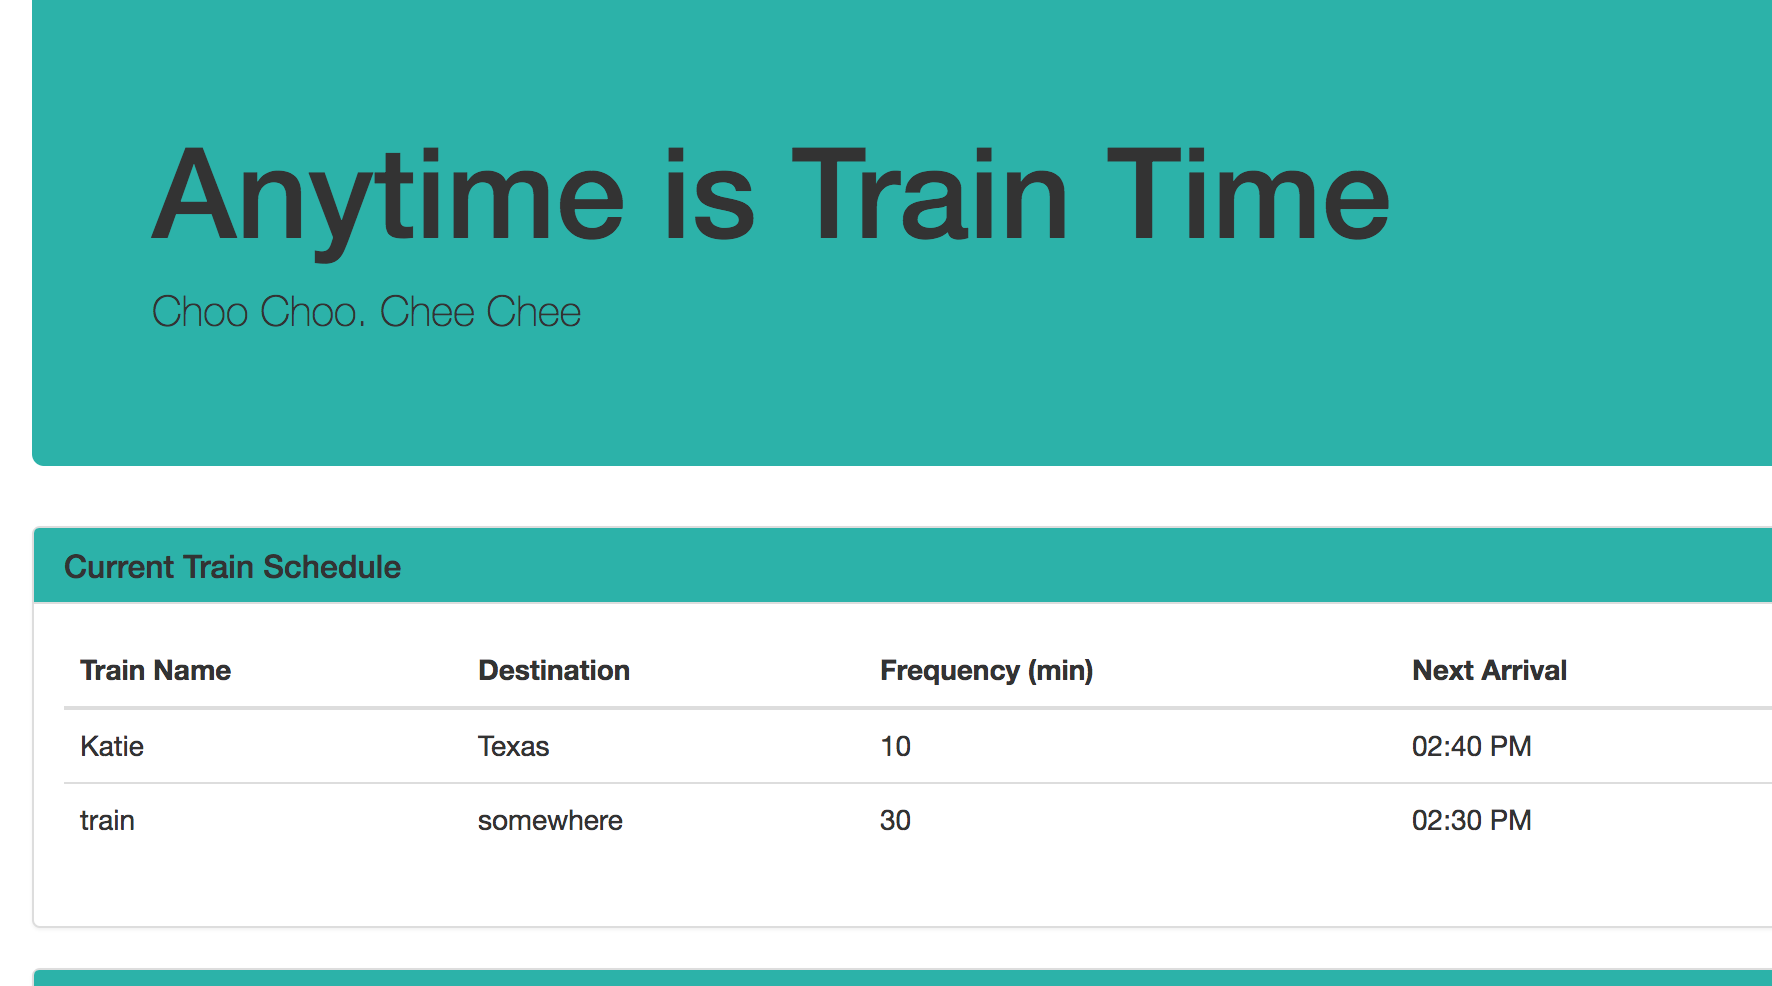 Anytime is Train Time
Choo Choo. Chee Chee
Current Train Schedule
Train Name Destination Frequency (min) Next Arrival
Katie Texas 10 02:40 PM
train somewhere 30 02:30 PM